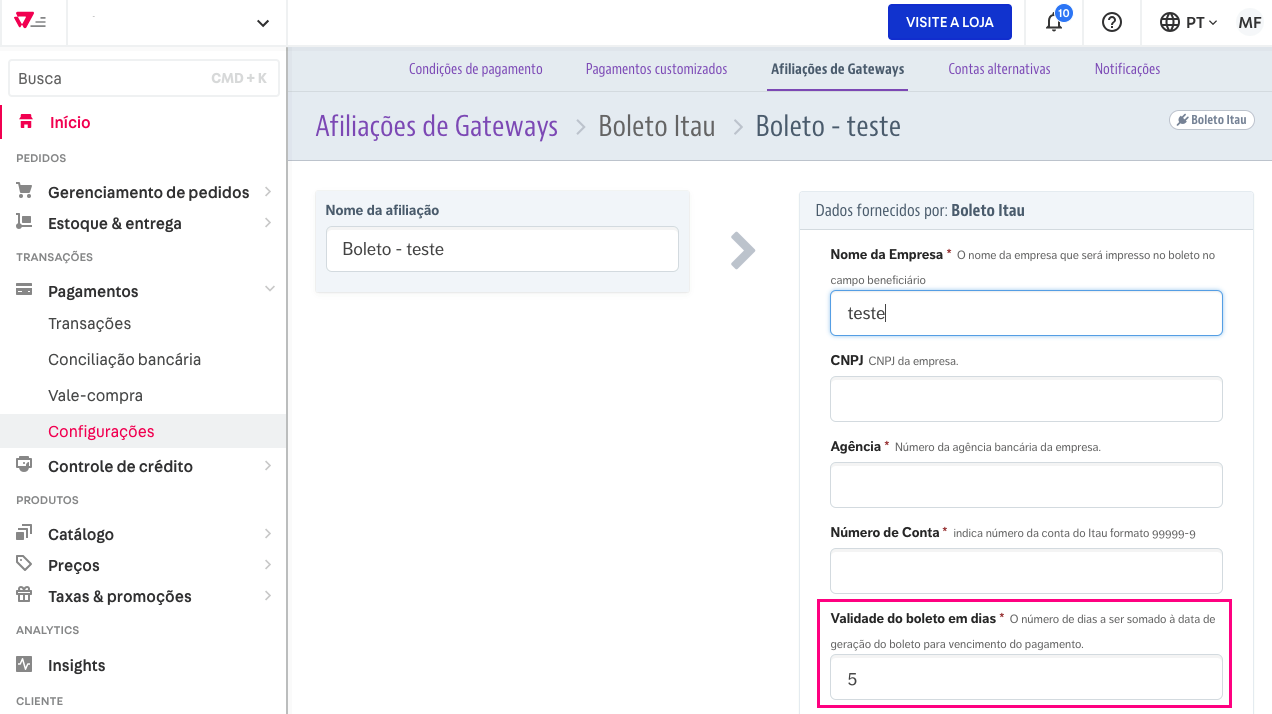 VISITE A LOJA
10
PT
MF
Busca
CMD + K
Início
PEDIDOS
Gerenciamento de pedidos
Estoque & entrega
TRANSAÇÕES
Pagamentos
Transações
Conciliação bancária
Vale-compra
Configurações
Controle de crédito
PRODUTOS
Catálogo
Preços
Taxas & promoções
ANALYTICS
Insights
CLIENTE
Condições de pagamento
Pagamentos customizados
Afiliações de Gateways
Contas alternativas
Notificações
Afiliações de Gateways > Boleto Itau > Boleto - teste
Boleto Itau
Nome da afiliação
Boleto - teste
Dados fornecidos por: Boleto Itau
Nome da Empresa * O nome da empresa que será impresso no boleto no
campo beneficiário
teste
CNPJ CNPJ da empresa.
Agência * Número da agência bancária da empresa.
Número de Conta * indica número da conta do Itau formato 99999-9
Validade do boleto em dias * O número de dias a ser somado à data de
geração do boleto para vencimento do pagamento.
5